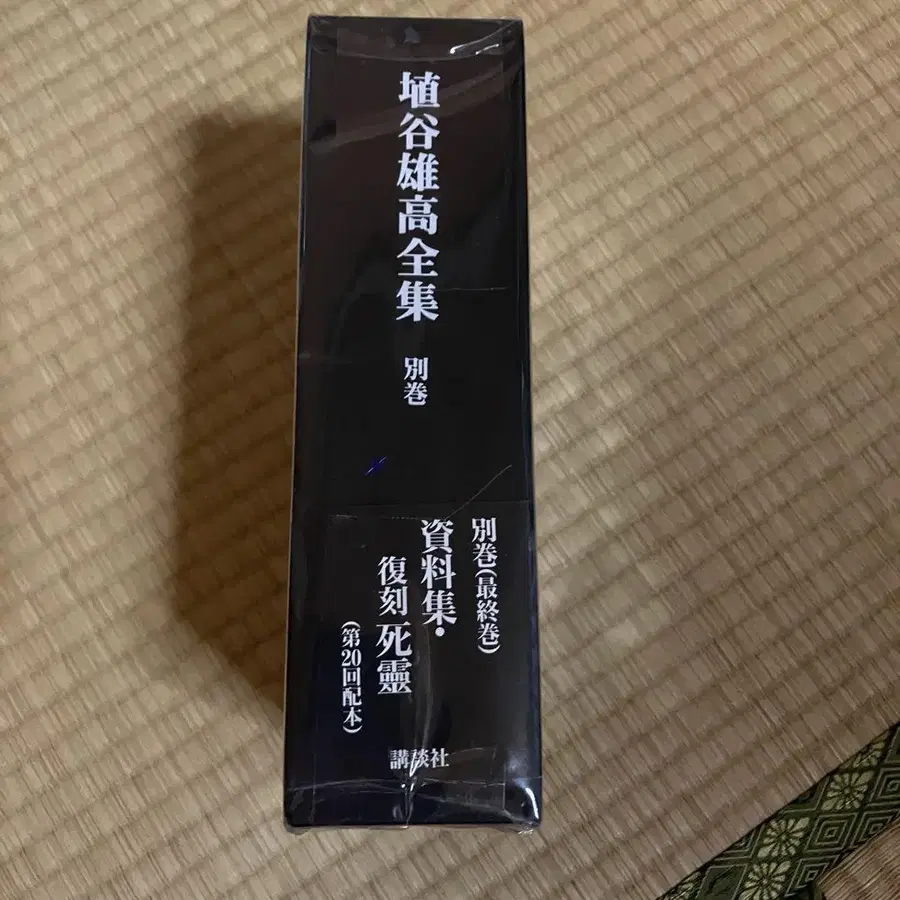 埴谷雄高全集
別巻
別巻(最終巻)
資料集・
復刻 死靈
(第20回配本)
講談社